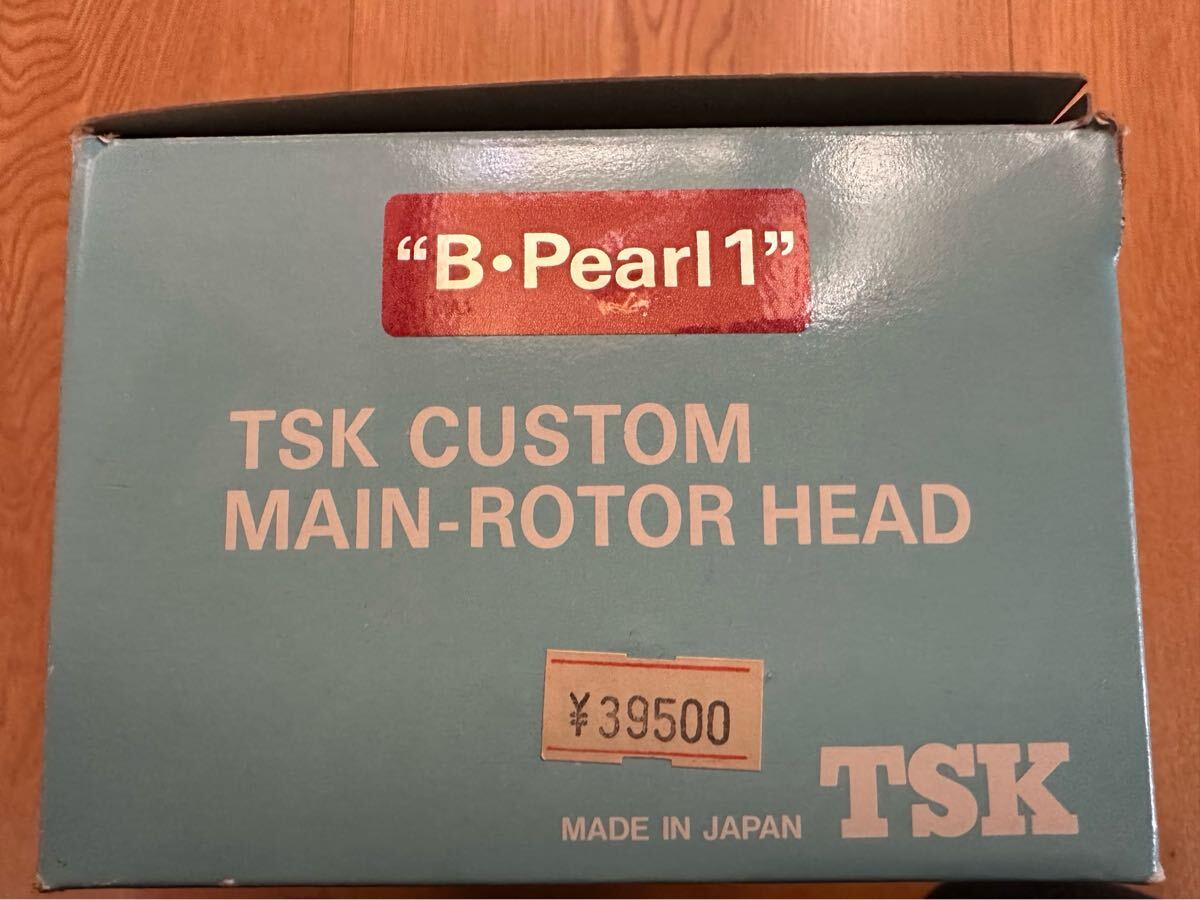 “B•Pearl1”
TSK CUSTOM
MAIN-ROTOR HEAD
¥39500
MADE IN JAPAN TSK